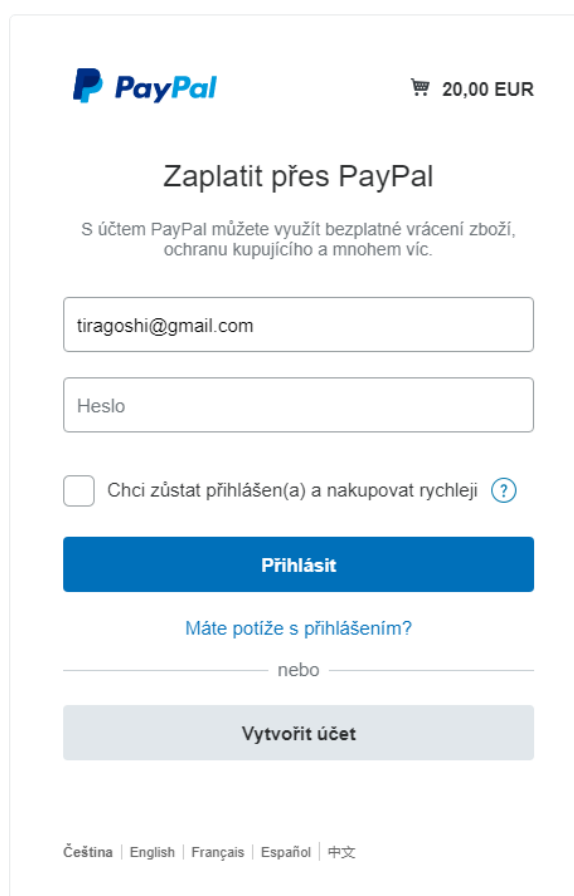 PayPal
20,00 EUR
Zaplatit přes PayPal
S účtem PayPal můžete využít bezplatné vrácení zboží,
ochranu kupujícího a mnohem víc.
tiragoshi@gmail.com
Heslo
Chci zůstat přihlášen(a) a nakupovat rychleji ?
Přihlásit
Máte potíže s přihlášením?
nebo
Vytvořit účet
Čeština | English | Français | Español | 中文